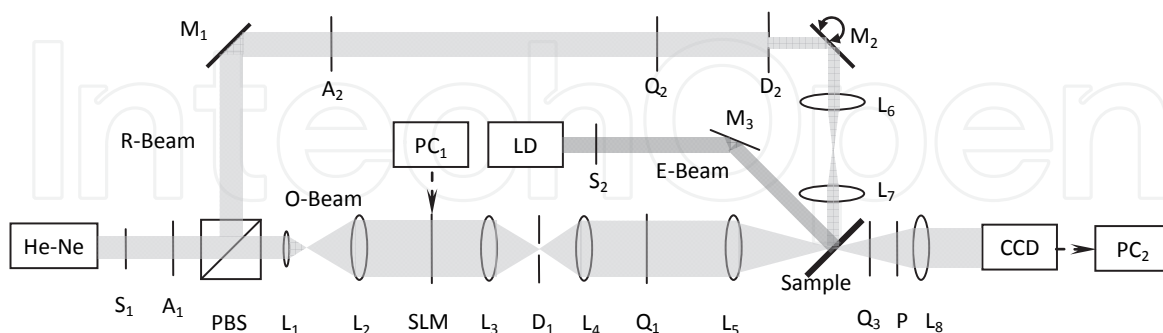 M₁
M₂
A₂
Q₂
D₂
L₆
R-Beam
PC₁
LD
M₃
S₂
E-Beam
L₇
O-Beam
He-Ne
CCD
PC₂
Sample
S₁
A₁
PBS
L₁
L₂
SLM
L₃
D₁
L₄
Q₁
L₅
Q₃
P
L₈
IntechOpen